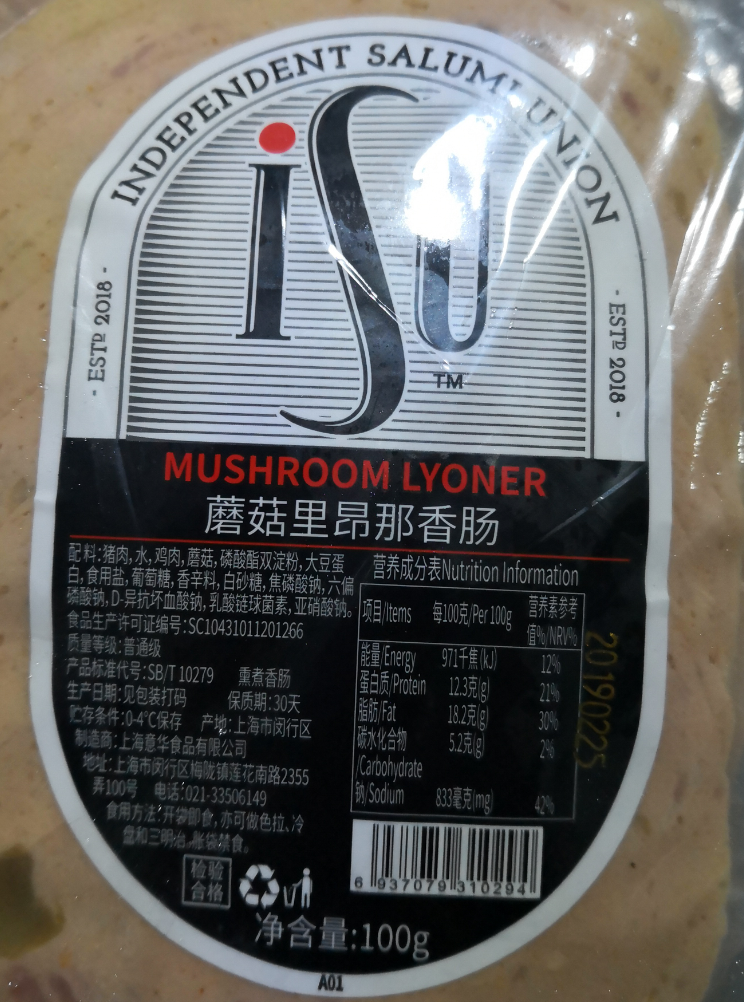 INDEPENDENT SALUMI UNION
isu
- ESTD 2018 -
- ESTD 2018 -
TM
MUSHROOM LYONER
蘑菇里昂那香肠
配料:猪肉,水,鸡肉,蘑菇,磷酸酯双淀粉,大豆蛋
白,食用盐,葡萄糖,香辛料,白砂糖,焦磷酸钠,六偏
磷酸钠,D-异抗坏血酸钠,乳酸链球菌素,亚硝酸钠。
食品生产许可证编号:SC10431011201266
质量等级:普通级
产品标准代号:SB/T 10279 熏煮香肠
生产日期:见包装打码 保质期:30天
贮存条件:0-4℃保存 产地:上海市闵行区
制造商:上海意华食品有限公司
地址:上海市闵行区梅陇镇莲花南路2355
弄100号 电话:021-33506149
食用方法:开袋即食,亦可做色拉、冷
盘和三明治,胀袋禁食。
营养成分表Nutrition Information
项目/Items 每100克/Per 100g 营养素参考
值%/NRV%
能量/Energy 971千焦(kJ) 12%
蛋白质/Protein 12.3克(g) 21%
脂肪/Fat 18.2克(g) 30%
碳水化合物 5.2克(g) 2%
/Carbohydrate
钠/Sodium 833毫克(mg) 42%
20190225
6 937079 310294
检验
合格
净含量:100g
A01